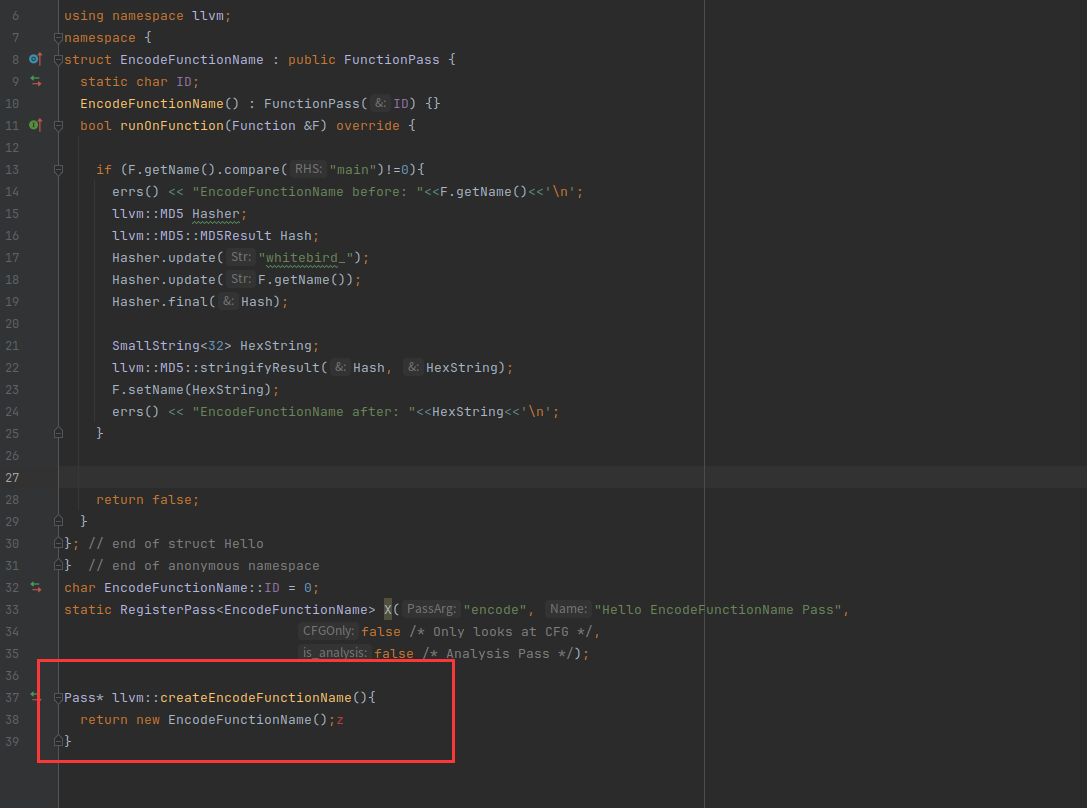 6 using namespace llvm;
7 namespace {
8 struct EncodeFunctionName : public FunctionPass {
9   static char ID;
10   EncodeFunctionName() : FunctionPass( &: ID) {}
11   bool runOnFunction(Function &F) override {
12
13     if (F.getName().compare( RHS: "main")!=0){
14       errs() << "EncodeFunctionName before: "<<F.getName()<<'\n';
15       llvm::MD5 Hasher;
16       llvm::MD5::MD5Result Hash;
17       Hasher.update( Str: "whitebird_");
18       Hasher.update( Str: F.getName());
19       Hasher.final( &: Hash);
20
21       SmallString<32> HexString;
22       llvm::MD5::stringifyResult( &: Hash, &: HexString);
23       F.setName(HexString);
24       errs() << "EncodeFunctionName after: "<<HexString<<'\n';
25     }
26
27
28     return false;
29   }
30 }; // end of struct Hello
31 }  // end of anonymous namespace
32 char EncodeFunctionName::ID = 0;
33 static RegisterPass<EncodeFunctionName> X( PassArg: "encode", Name: "Hello EncodeFunctionName Pass",
34 CFGOnly: false /* Only looks at CFG */,
35 is_analysis: false /* Analysis Pass */);
36
37 Pass* llvm::createEncodeFunctionName(){
38   return new EncodeFunctionName();z
39 }